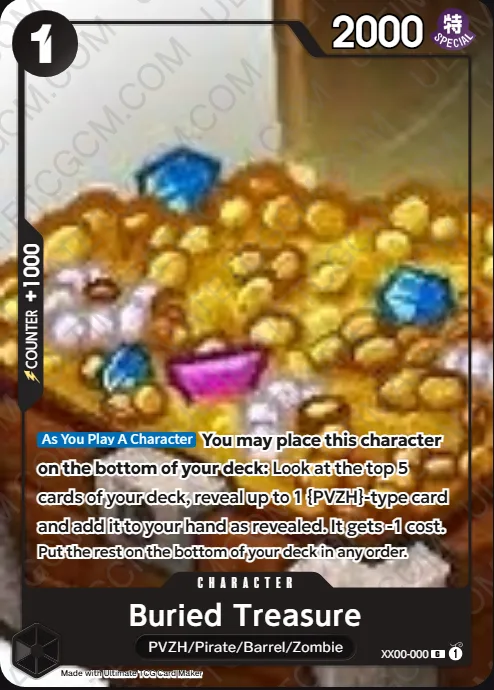 1
2000
特
SPECIAL
COUNTER +1000
As You Play A Character You may place this character
on the bottom of your deck: Look at the top 5
cards of your deck, reveal up to 1 {PVZH}-type card
and add it to your hand as revealed. It gets -1 cost.
Put the rest on the bottom of your deck in any order.
CHARACTER
Buried Treasure
PVZH/Pirate/Barrel/Zombie
XX00-000 C 1
Made with Ultimate TCG Card Maker